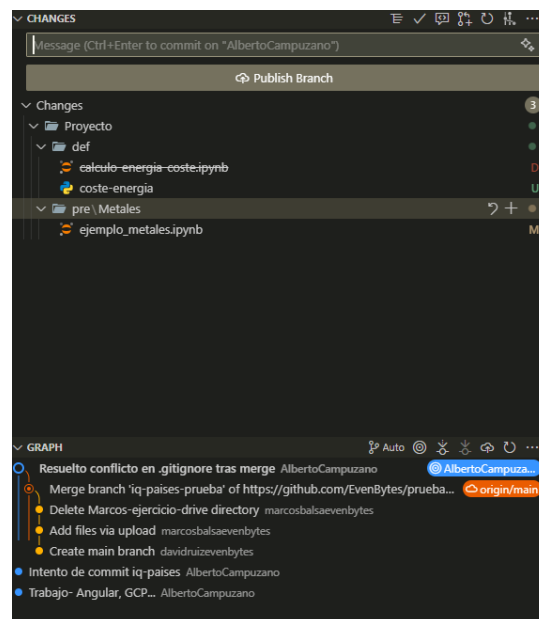 CHANGES
Message (Ctrl+Enter to commit on "AlbertoCampuzano")
Publish Branch
Changes 3
Proyecto
def
calculo-energia-coste.ipynb D
coste-energia U
pre\Metales
ejemplo_metales.ipynb M
GRAPH Auto
Resuelto conflicto en .gitignore tras merge AlbertoCampuzano AlbertoCampuza...
Merge branch 'iq-paises-prueba' of https://github.com/EvenBytes/prueba... origin/main
Delete Marcos-ejercicio-drive directory marcosbalsaevenbytes
Add files via upload marcosbalsaevenbytes
Create main branch davidruizevenbytes
Intento de commit iq-paises AlbertoCampuzano
Trabajo- Angular, GCP... AlbertoCampuzano